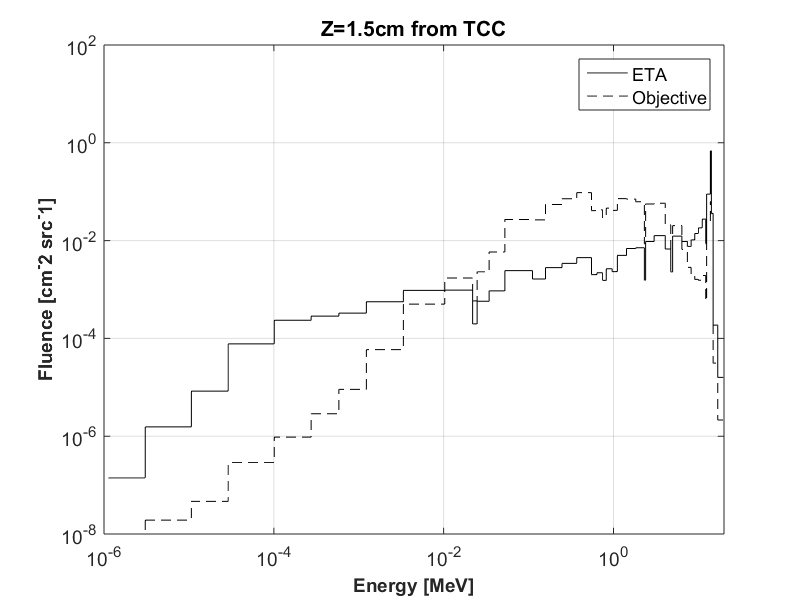 Z=1.5cm from TCC
10^2
10^0
10^-2
10^-4
10^-6
10^-8
Fluence [cm^-2 src^-1]
ETA
Objective
10^-6
10^-4
10^-2
10^0
Energy [MeV]